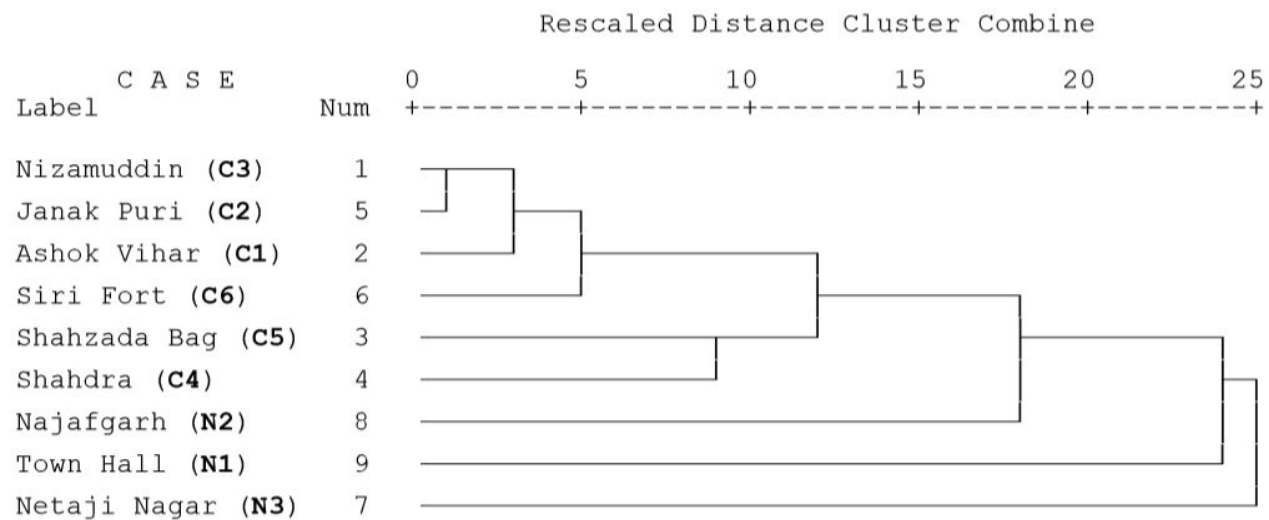 Rescaled Distance Cluster Combine
C A S E 0 5 10 15 20 25
Label Num +---------+---------+---------+---------+---------+
Nizamuddin (C3) 1
Janak Puri (C2) 5
Ashok Vihar (C1) 2
Siri Fort (C6) 6
Shahzada Bag (C5) 3
Shahdra (C4) 4
Najafgarh (N2) 8
Town Hall (N1) 9
Netaji Nagar (N3) 7